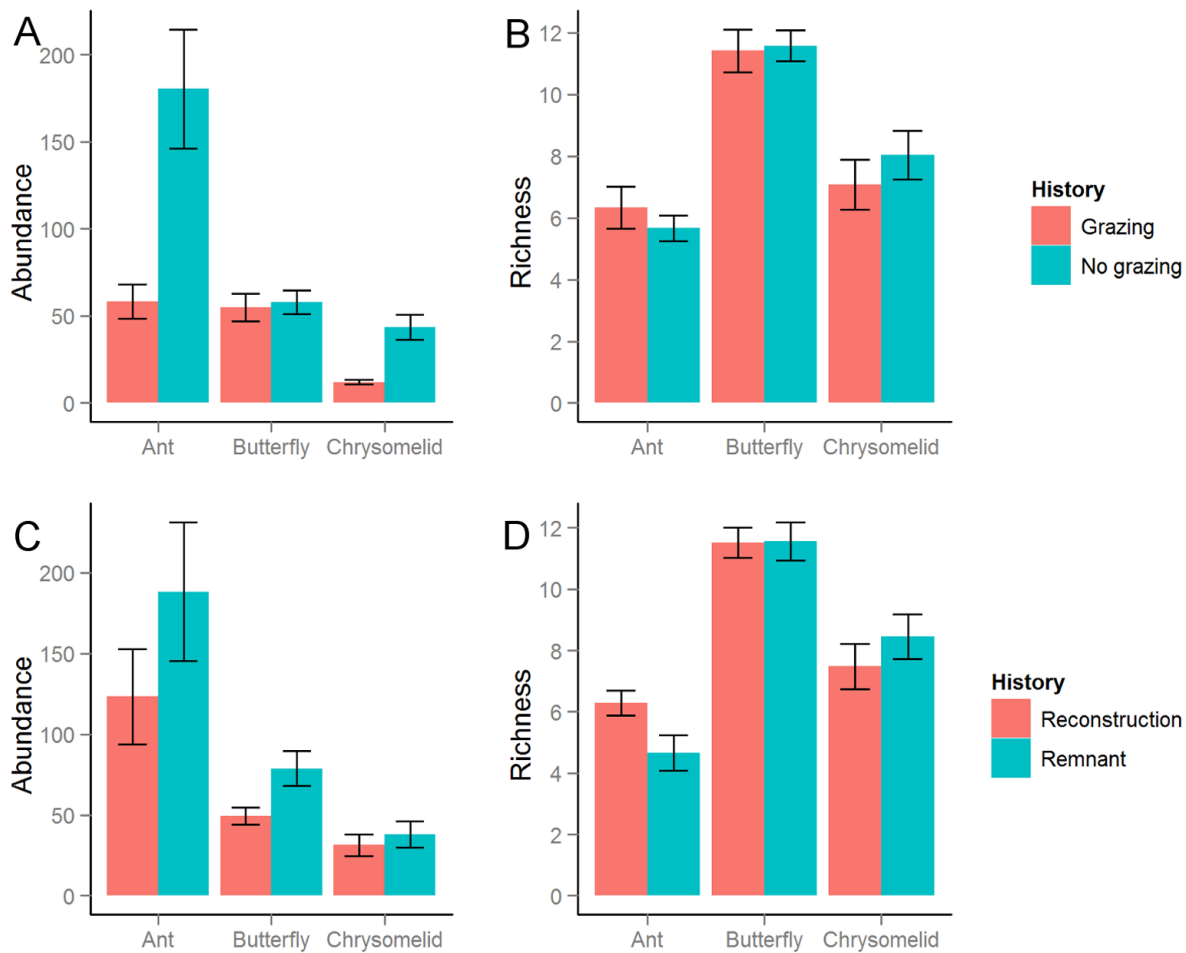 A
Abundance
200
150
100
50
0
Ant Butterfly Chrysomelid
B
Richness
12
10
8
6
4
2
0
Ant Butterfly Chrysomelid
History
Grazing
No grazing
C
Abundance
200
150
100
50
0
Ant Butterfly Chrysomelid
D
Richness
12
10
8
6
4
2
0
Ant Butterfly Chrysomelid
History
Reconstruction
Remnant